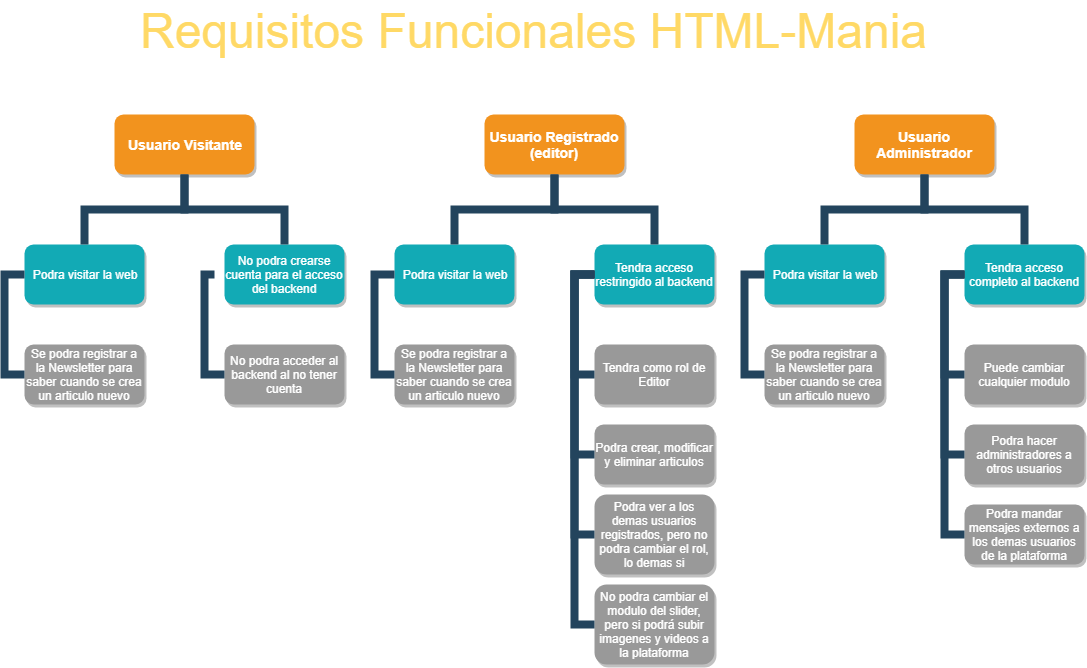 Requisitos Funcionales HTML-Mania
Usuario Visitante
Podra visitar la web
Se podra registrar a
la Newsletter para
saber cuando se crea
un articulo nuevo
No podra crearse
cuenta para el acceso
del backend
No podra acceder al
backend al no tener
cuenta
Usuario Registrado
(editor)
Podra visitar la web
Se podra registrar a
la Newsletter para
saber cuando se crea
un articulo nuevo
Tendra acceso
restringido al backend
Tendra como rol de
Editor
Podra crear, modificar
y eliminar articulos
Podra ver a los
demas usuarios
registrados, pero no
podra cambiar el rol,
lo demas si
No podra cambiar el
modulo del slider,
pero si podrá subir
imagenes y videos a
la plataforma
Usuario
Administrador
Podra visitar la web
Se podra registrar a
la Newsletter para
saber cuando se crea
un articulo nuevo
Tendra acceso
completo al backend
Puede cambiar
cualquier modulo
Podra hacer
administradores a
otros usuarios
Podra mandar
mensajes externos a
los demas usuarios
de la plataforma